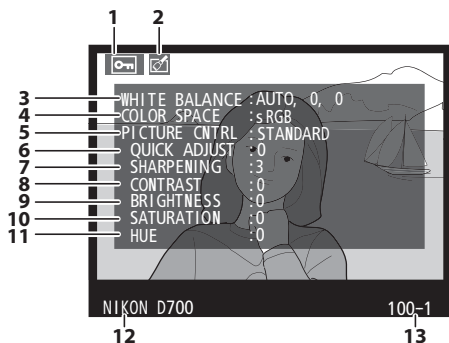 1 2
3 WHITE BALANCE :AUTO, 0, 0
4 COLOR SPACE :sRGB
5 PICTURE CNTRL :STANDARD
6 QUICK ADJUST :0
7 SHARPENING :3
8 CONTRAST :0
9 BRIGHTNESS :0
10 SATURATION :0
11 HUE :0
NIKON D700 100-1
12 13